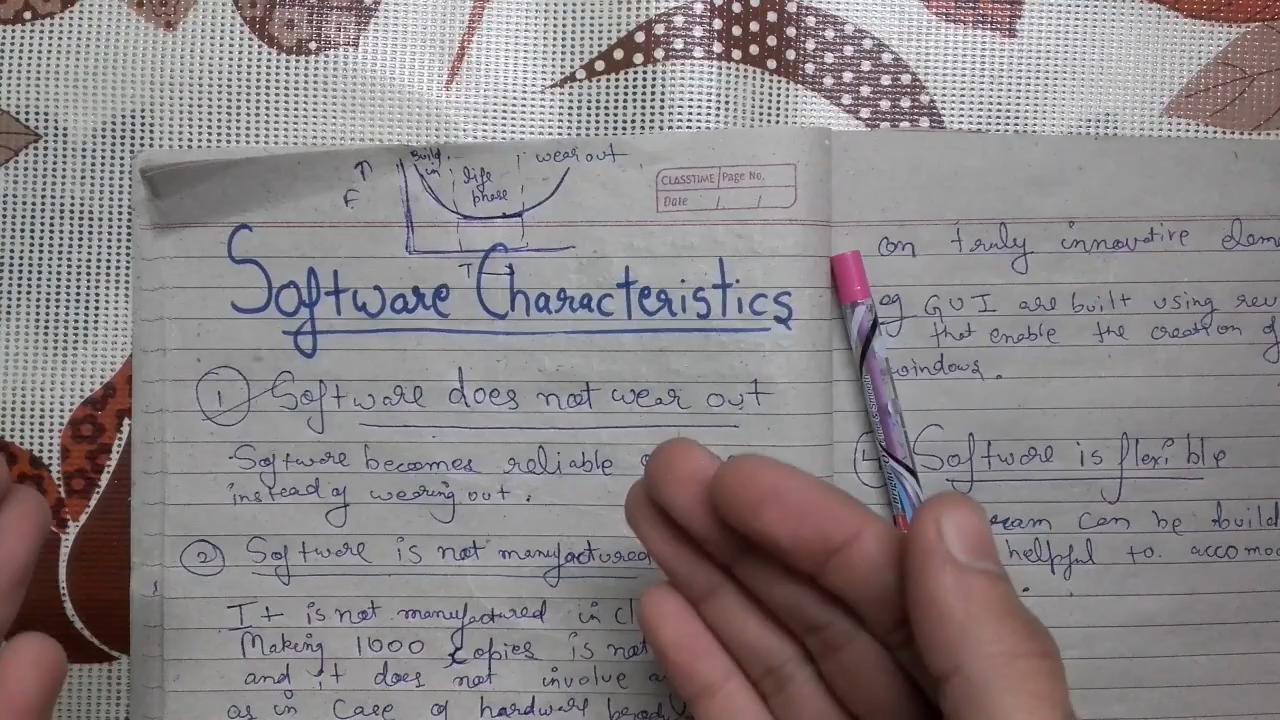 Build in
life phase
wear out
F
T
CLASSTIME Page No.
Date / /
Software Characteristics
1 Software does not wear out
Software becomes reliable
instead of wearing out.
2 Software is not manufactured
It is not manufactured in
Making 1000 copies is not
and it does not involve
as in case of hardware
on truly innovative
eg GUI are built using
that enable the creation of
windows.
Software is flexible
can be build
helpful to